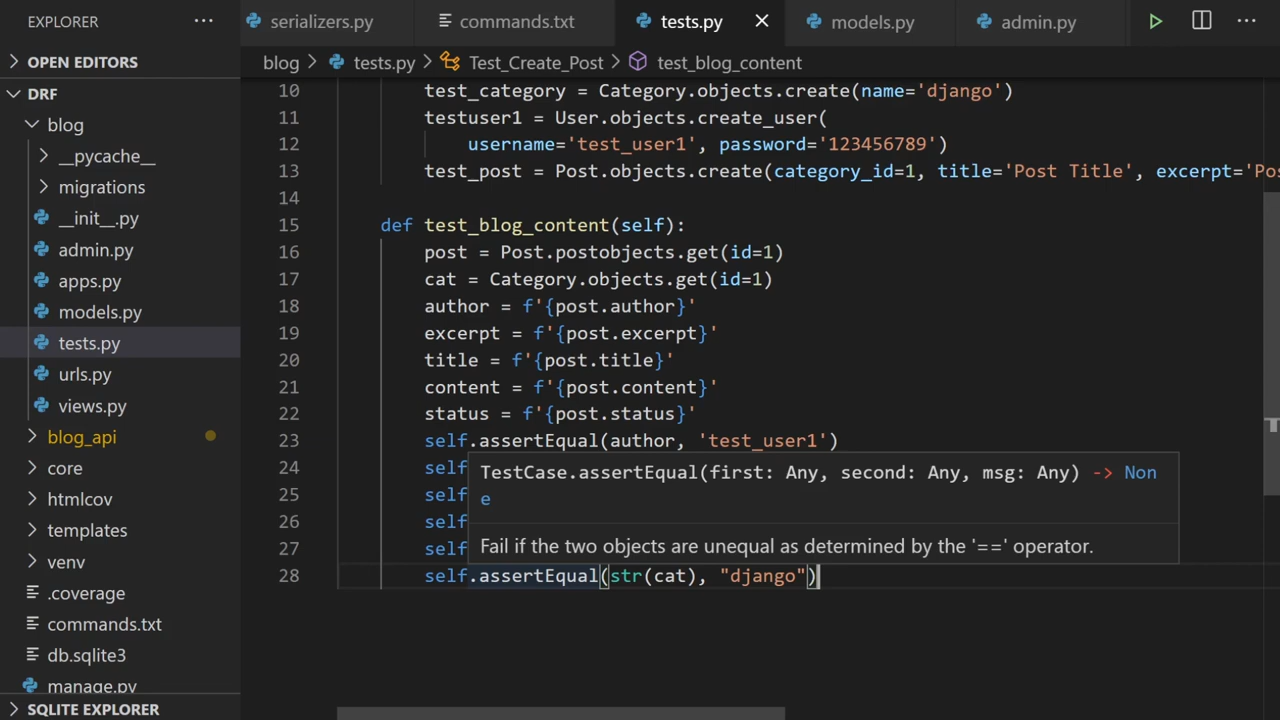 EXPLORER
···
serializers.py
commands.txt
tests.py
models.py
admin.py
···
OPEN EDITORS
blog > tests.py > Test_Create_Post > test_blog_content
DRF
blog
__pycache__
migrations
__init__.py
admin.py
apps.py
models.py
tests.py
urls.py
views.py
blog_api
core
htmlcov
templates
venv
.coverage
commands.txt
db.sqlite3
manage.py
SQLITE EXPLORER
10 test_category = Category.objects.create(name='django')
11 testuser1 = User.objects.create_user(
12 username='test_user1', password='123456789')
13 test_post = Post.objects.create(category_id=1, title='Post Title', excerpt='Pos
14
15 def test_blog_content(self):
16 post = Post.postobjects.get(id=1)
17 cat = Category.objects.get(id=1)
18 author = f'{post.author}'
19 excerpt = f'{post.excerpt}'
20 title = f'{post.title}'
21 content = f'{post.content}'
22 status = f'{post.status}'
23 self.assertEqual(author, 'test_user1')
24 self
25 self
26 self
27 self
28 self.assertEqual(str(cat), "django")
TestCase.assertEqual(first: Any, second: Any, msg: Any) -> Non
e
Fail if the two objects are unequal as determined by the '==' operator.